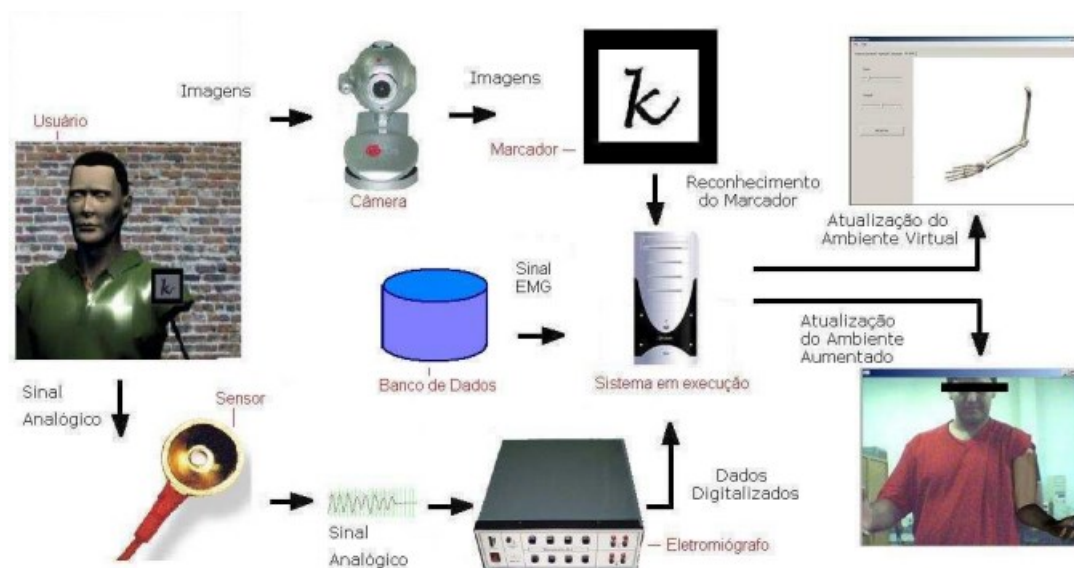 Imagens
Imagens
Usuário
Câmera
Marcador
k
k
Reconhecimento
do Marcador
Atualização do
Ambiente Virtual
Sinal
EMG
Banco de Dados
Sistema em execução
Atualização
do Ambiente
Aumentado
Sinal
Analógico
Sensor
Sinal
Analógico
Dados
Digitalizados
Eletromiógrafo